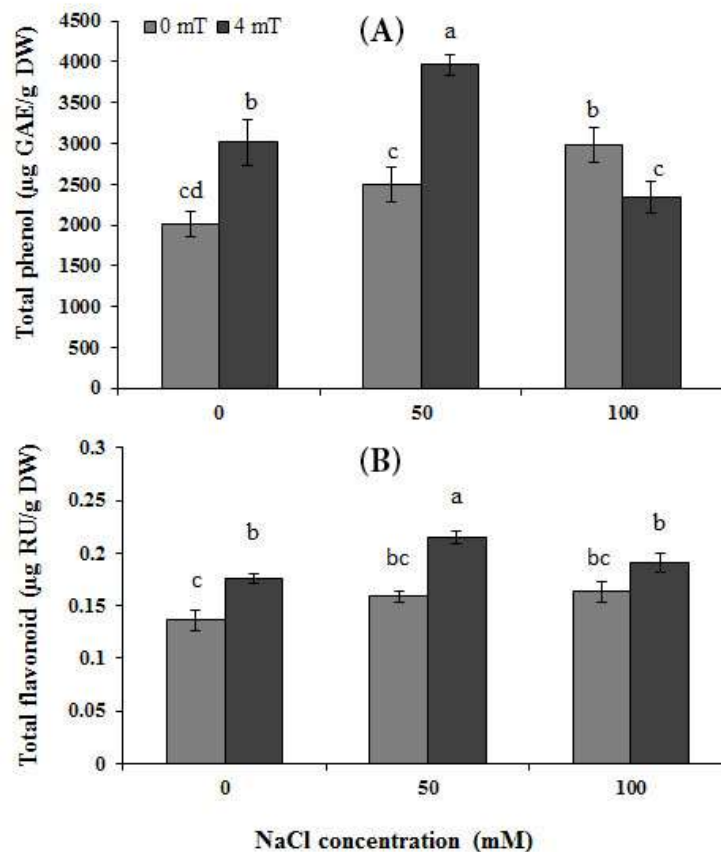 (A)
0 mT 4 mT
Total phenol (µg GAE/g DW)
4500
4000
3500
3000
2500
2000
1500
1000
500
0
cd b c a b c
0 50 100
(B)
Total flavonoid (µg RU/g DW)
0.3
0.25
0.2
0.15
0.1
0.05
0
c b bc a bc b
0 50 100
NaCl concentration (mM)